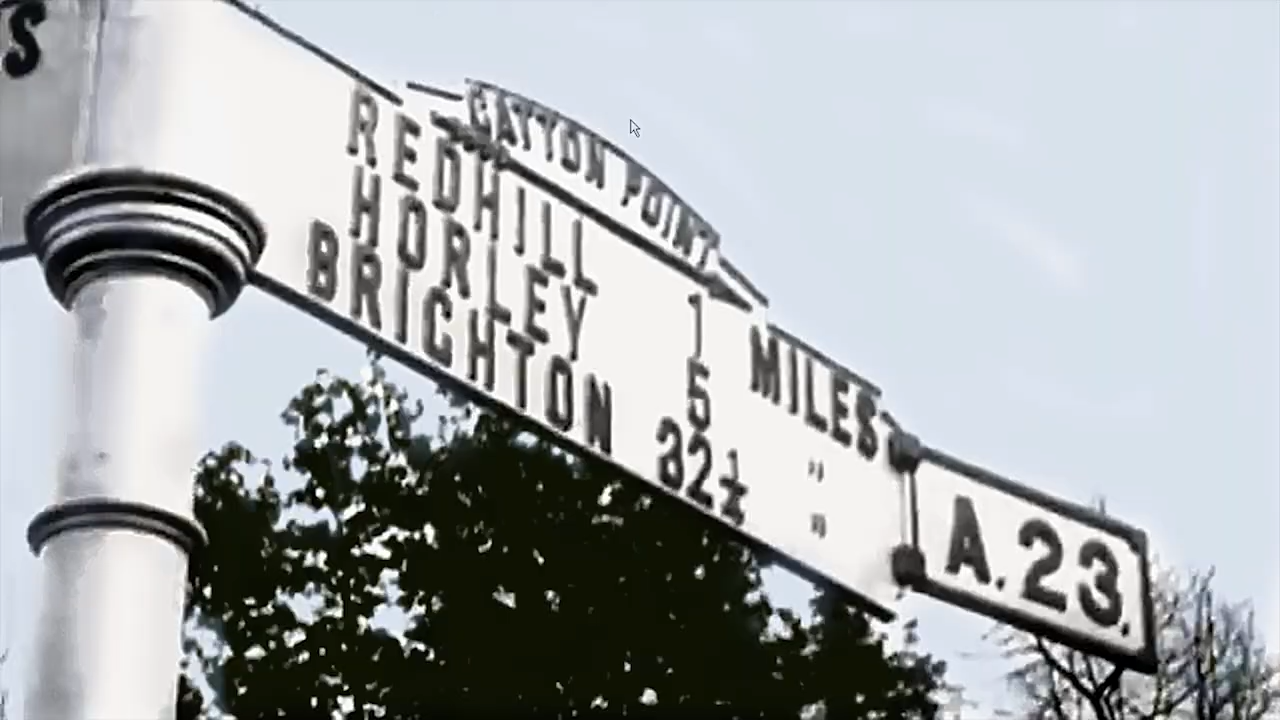 S
GATTON POINT
REDHILL 1 MILES
HORLEY 5 "
BRIGHTON 32½ "
A.23.